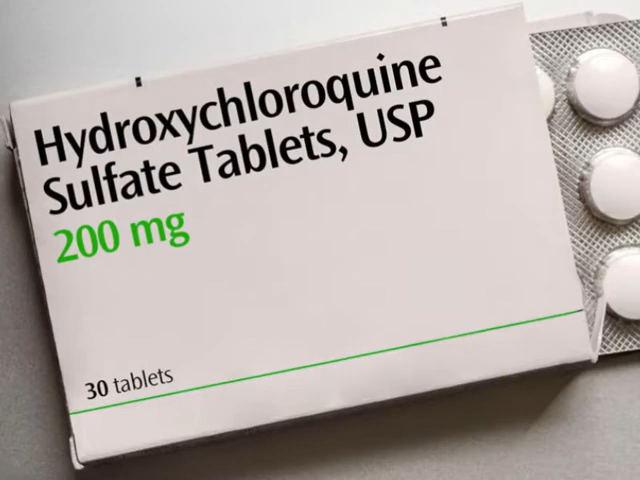 Hydroxychloroquine
Sulfate Tablets, USP
200 mg
30 tablets